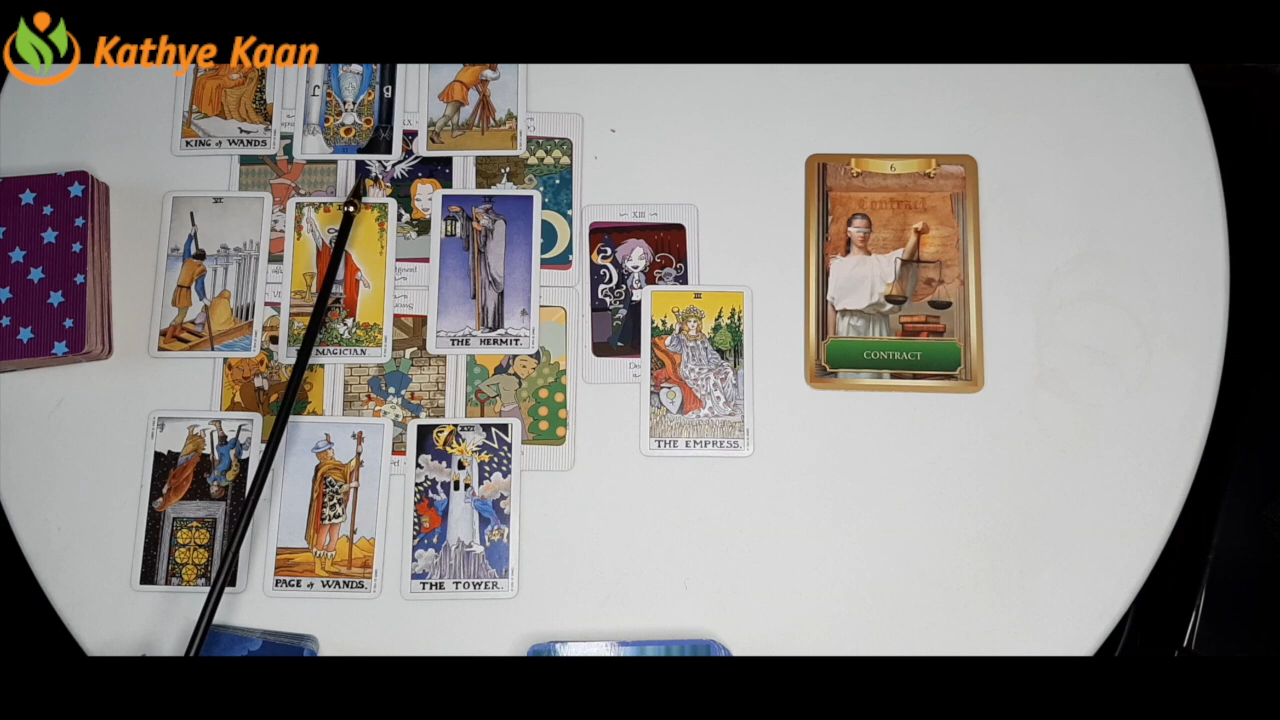 Kathye Kaan
KING of WANDS
J
B
VI
THE MAGICIAN.
THE HERMIT.
XIII
III
THE EMPRESS.
6
Contract
CONTRACT
PAGE of WANDS.
XVI
THE TOWER.